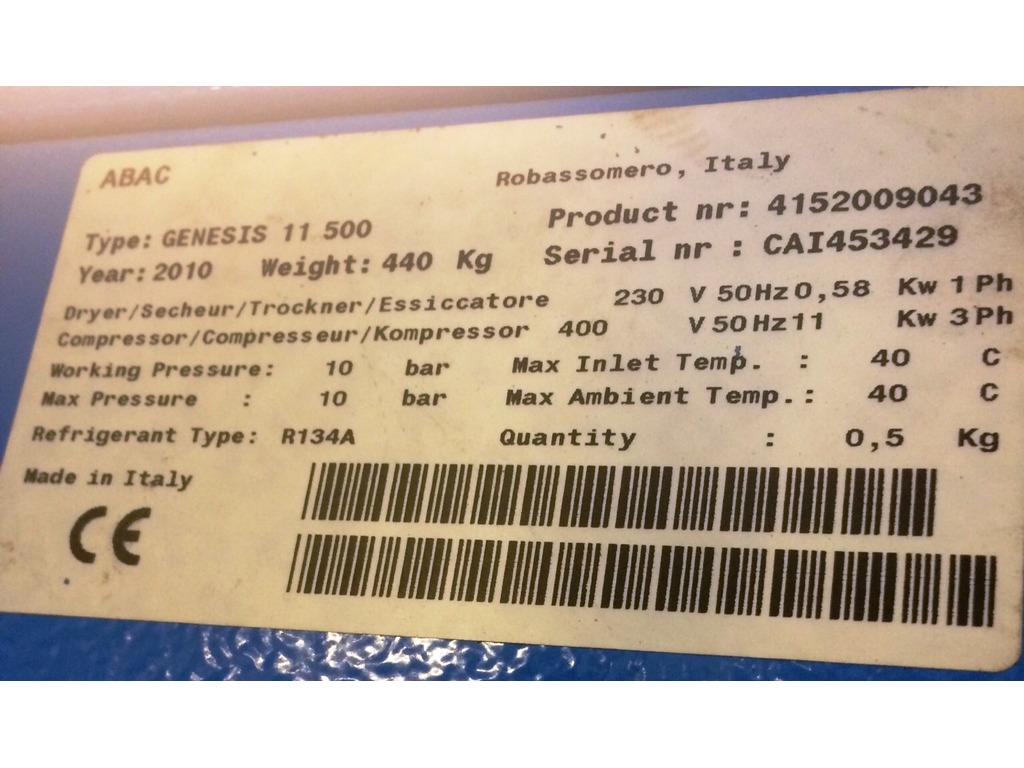 ABAC
Robassomero, Italy
Type: GENESIS 11 500
Product nr: 4152009043
Year: 2010 Weight: 440 Kg
Serial nr : CAI453429
Dryer/Secheur/Trockner/Essiccatore 230 V 50Hz 0,58 Kw 1 Ph
Compressor/Compresseur/Kompressor 400 V 50Hz 11 Kw 3 Ph
Working Pressure: 10 bar Max Inlet Temp. : 40 C
Max Pressure : 10 bar Max Ambient Temp.: 40 C
Refrigerant Type: R134A Quantity : 0,5 Kg
Made in Italy
CE